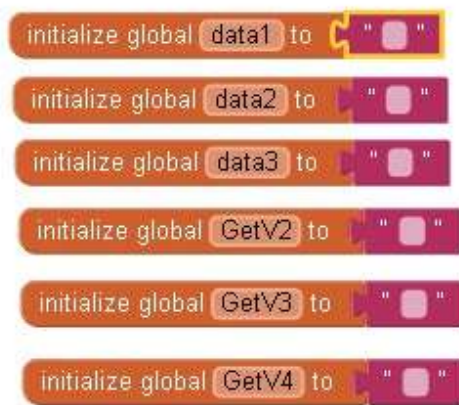 initialize global data1 to " "
initialize global data2 to " "
initialize global data3 to " "
initialize global GetV2 to " "
initialize global GetV3 to " "
initialize global GetV4 to " "